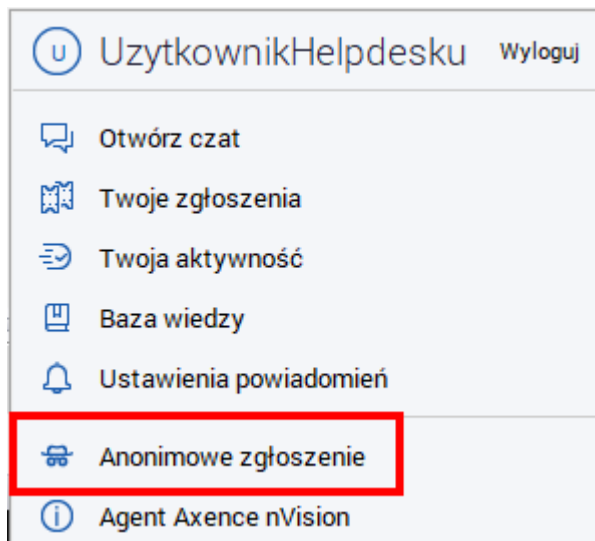 U UzytkownikHelpdesku Wyloguj
Otwórz czat
Twoje zgłoszenia
Twoja aktywność
Baza wiedzy
Ustawienia powiadomień
Anonimowe zgłoszenie
Agent Axence nVision